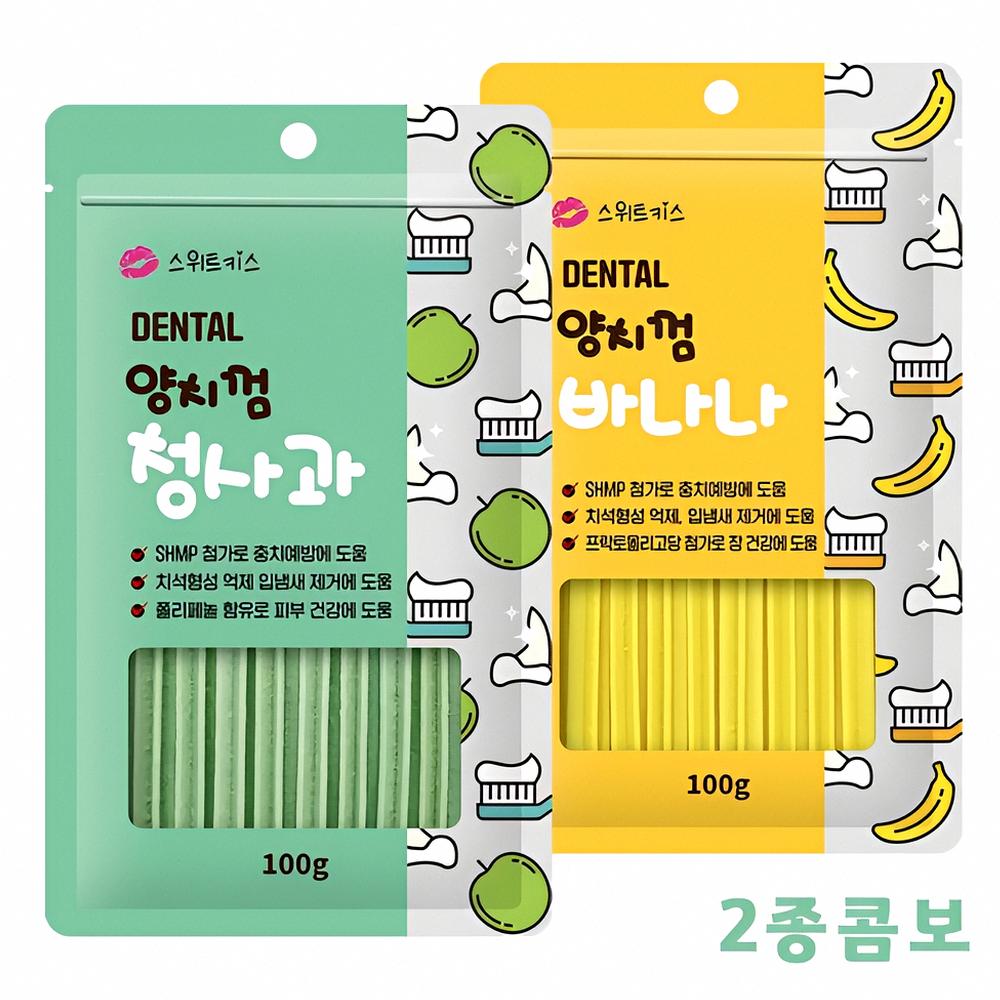 스위트키스
DENTAL
양치껌
청사과
SHMP 첨가로 충치예방에 도움
치석형성 억제 입냄새 제거에 도움
폴리페놀 함유로 피부 건강에 도움
100g
스위트키스
DENTAL
양치껌
바나나
SHMP 첨가로 충치예방에 도움
치석형성 억제, 입냄새 제거에 도움
프락토올리고당 첨가로 장 건강에 도움
100g
2종콤보